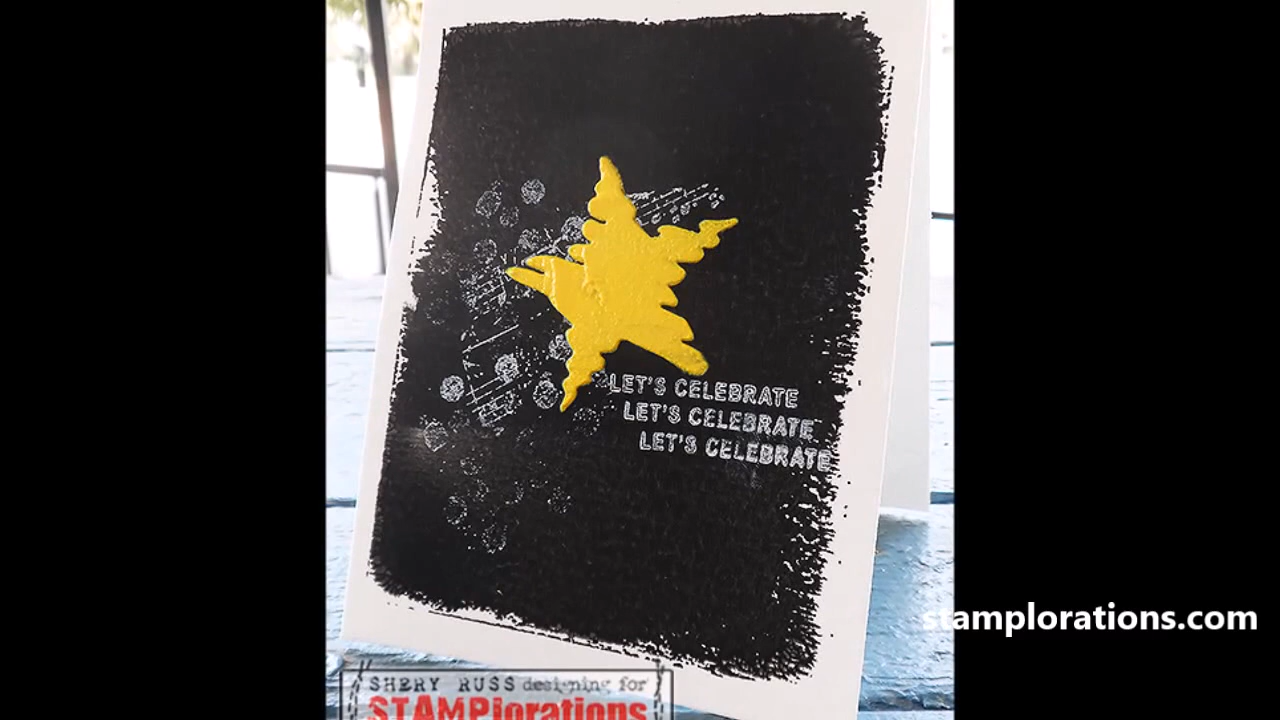 LET'S CELEBRATE
LET'S CELEBRATE
LET'S CELEBRATE
stamplorations.com
SHERY RUSS designing for
STAMPlorations